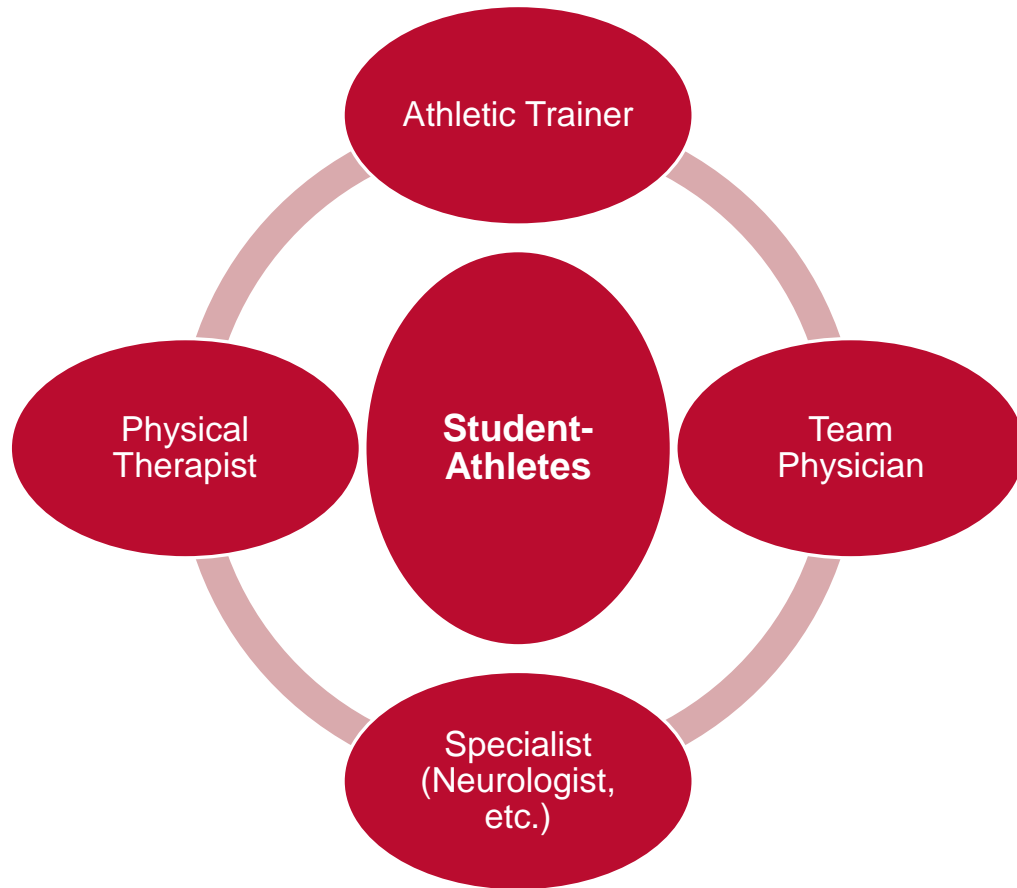 Athletic Trainer
Physical
Therapist
Student-
Athletes
Team
Physician
Specialist
(Neurologist,
etc.)